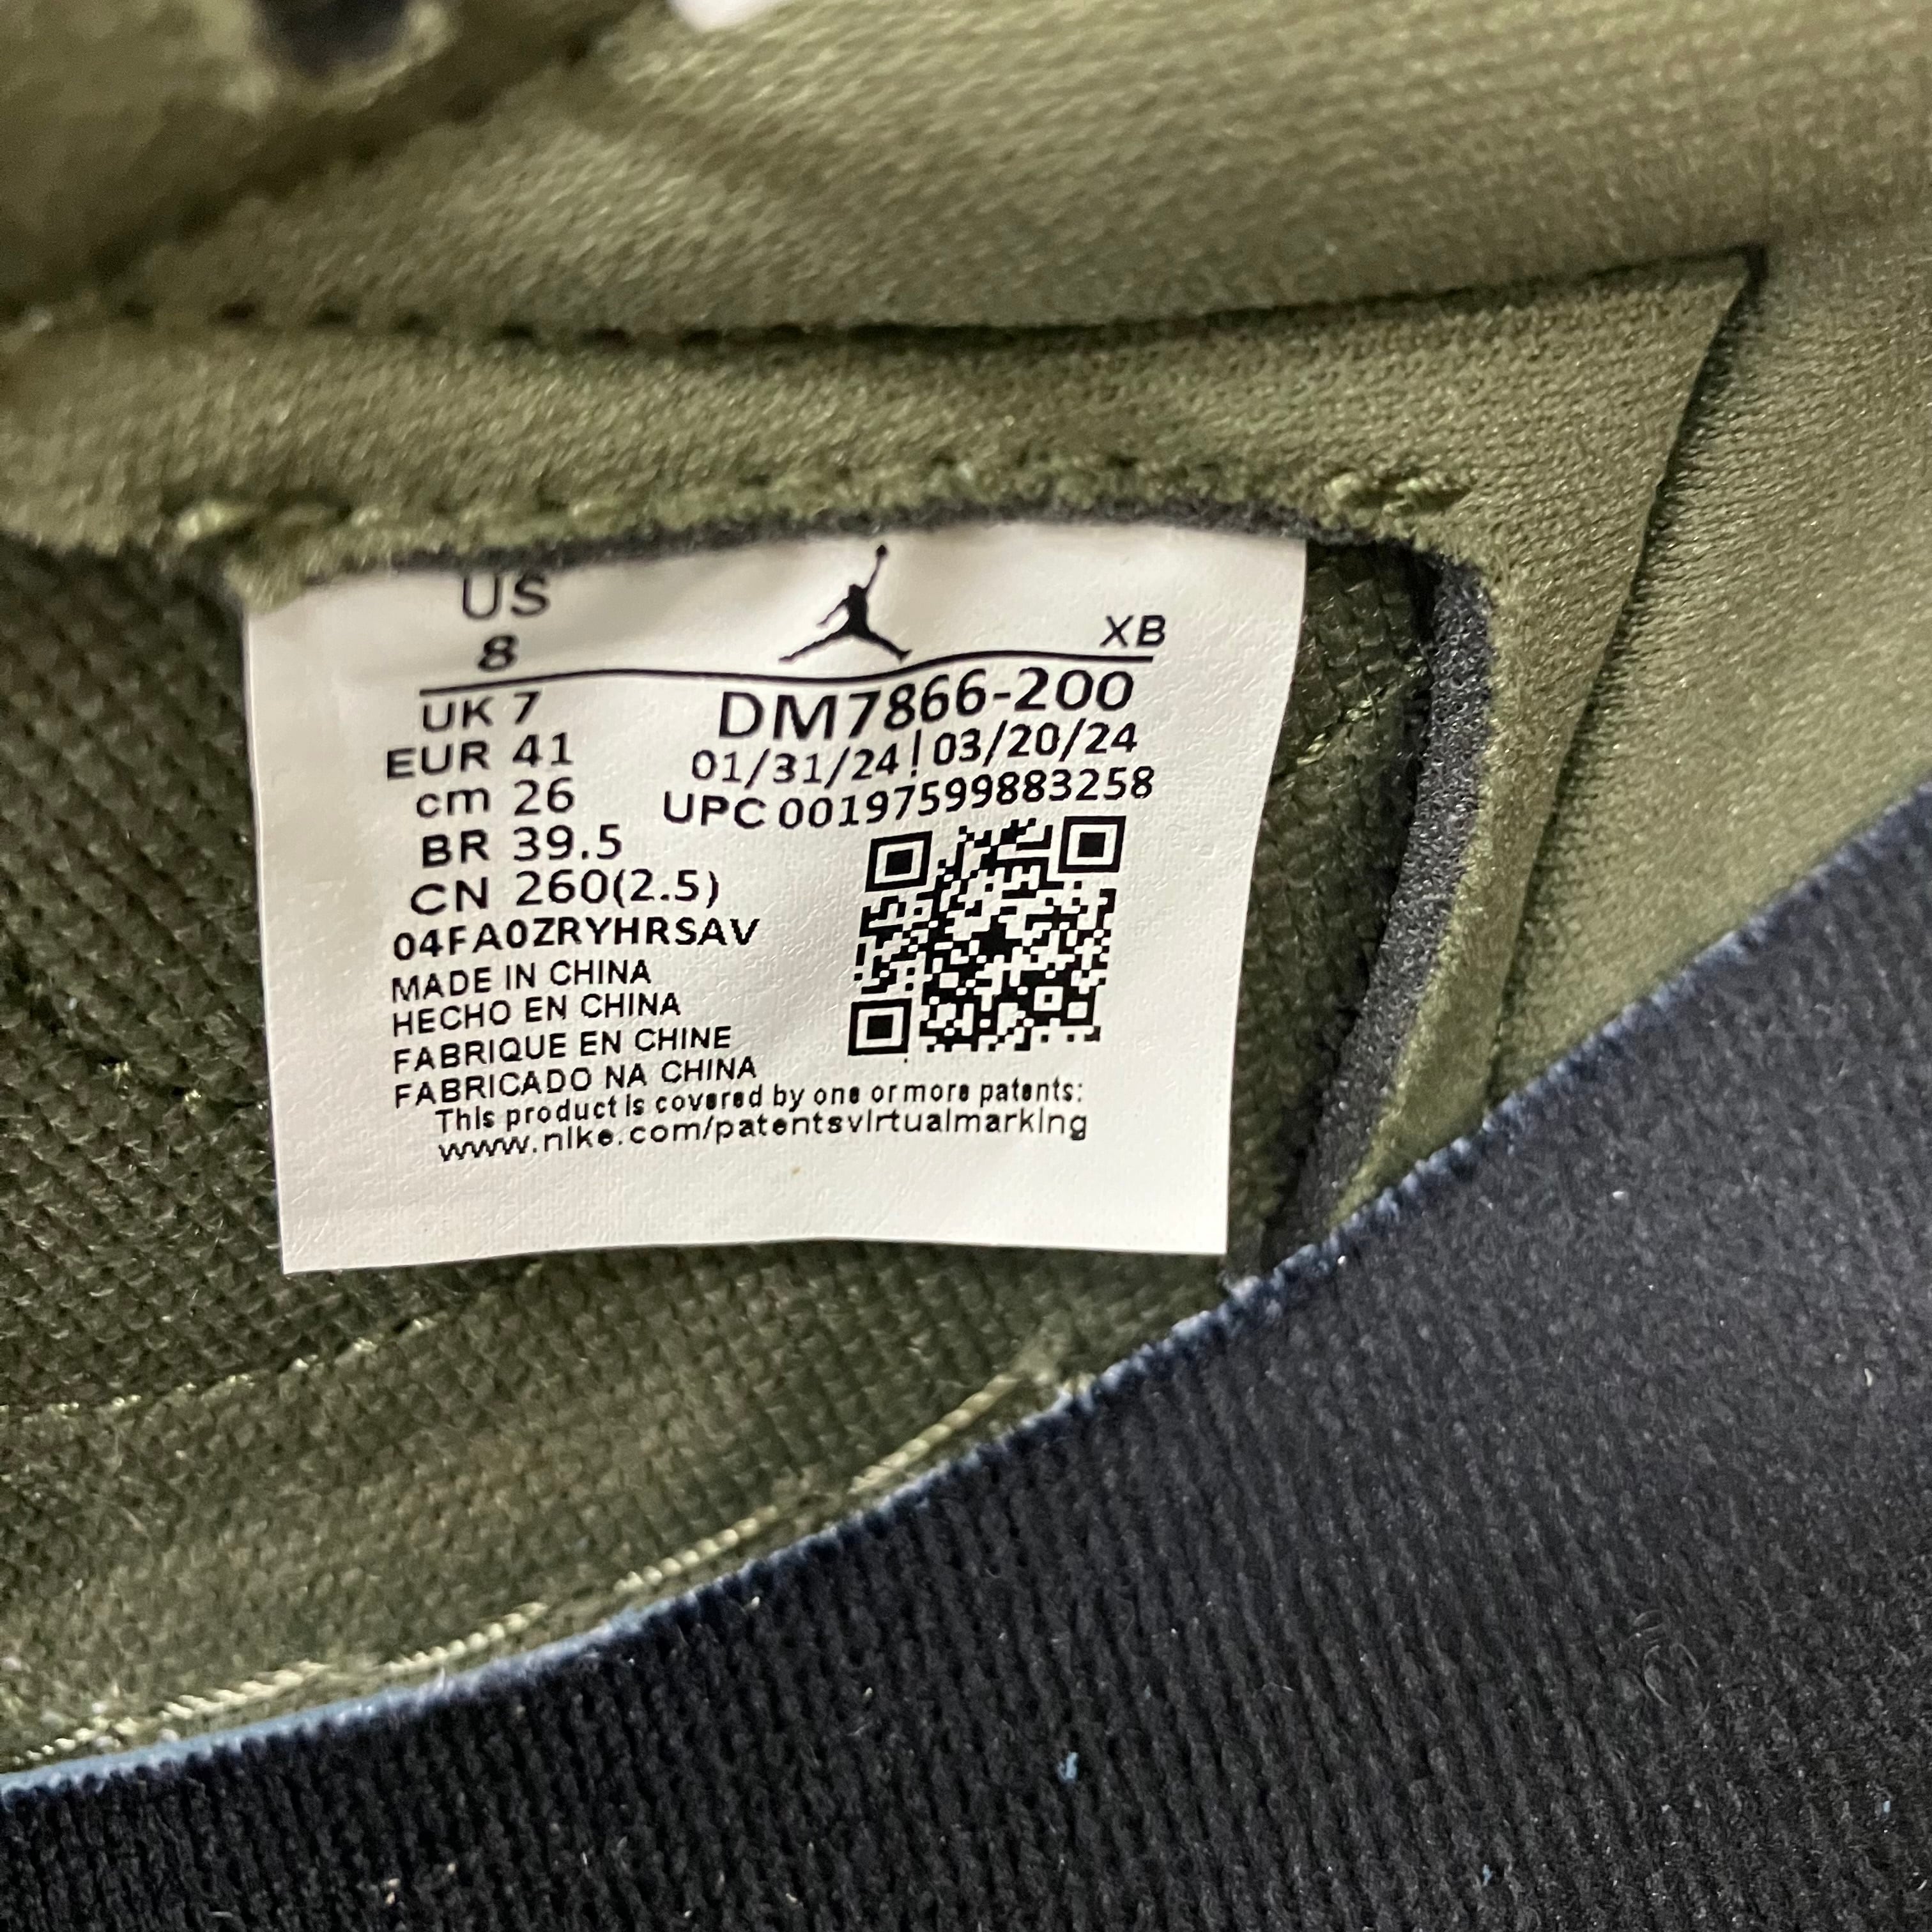 US
8
XB
UK 7
EUR 41
cm 26
BR 39.5
CN 260(2.5)
DM7866-200
01/31/24 | 03/20/24
UPC 00197599883258
04FA0ZRYHRSAV
MADE IN CHINA
HECHO EN CHINA
FABRIQUE EN CHINE
FABRICADO NA CHINA
This product is covered by one or more patents:
www.nike.com/patentsvirtualmarking